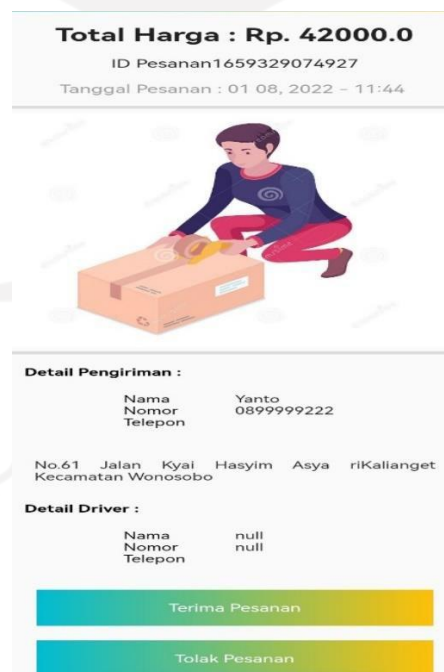 Total Harga : Rp. 42000.0
ID Pesanan1659329074927
Tanggal Pesanan : 01 08, 2022 - 11:44
Detail Pengiriman :
Nama Yanto
Nomor 0899999222
Telepon
No.61 Jalan Kyai Hasyim Asya riKalianget
Kecamatan Wonosobo
Detail Driver :
Nama null
Nomor null
Telepon
Terima Pesanan
Tolak Pesanan